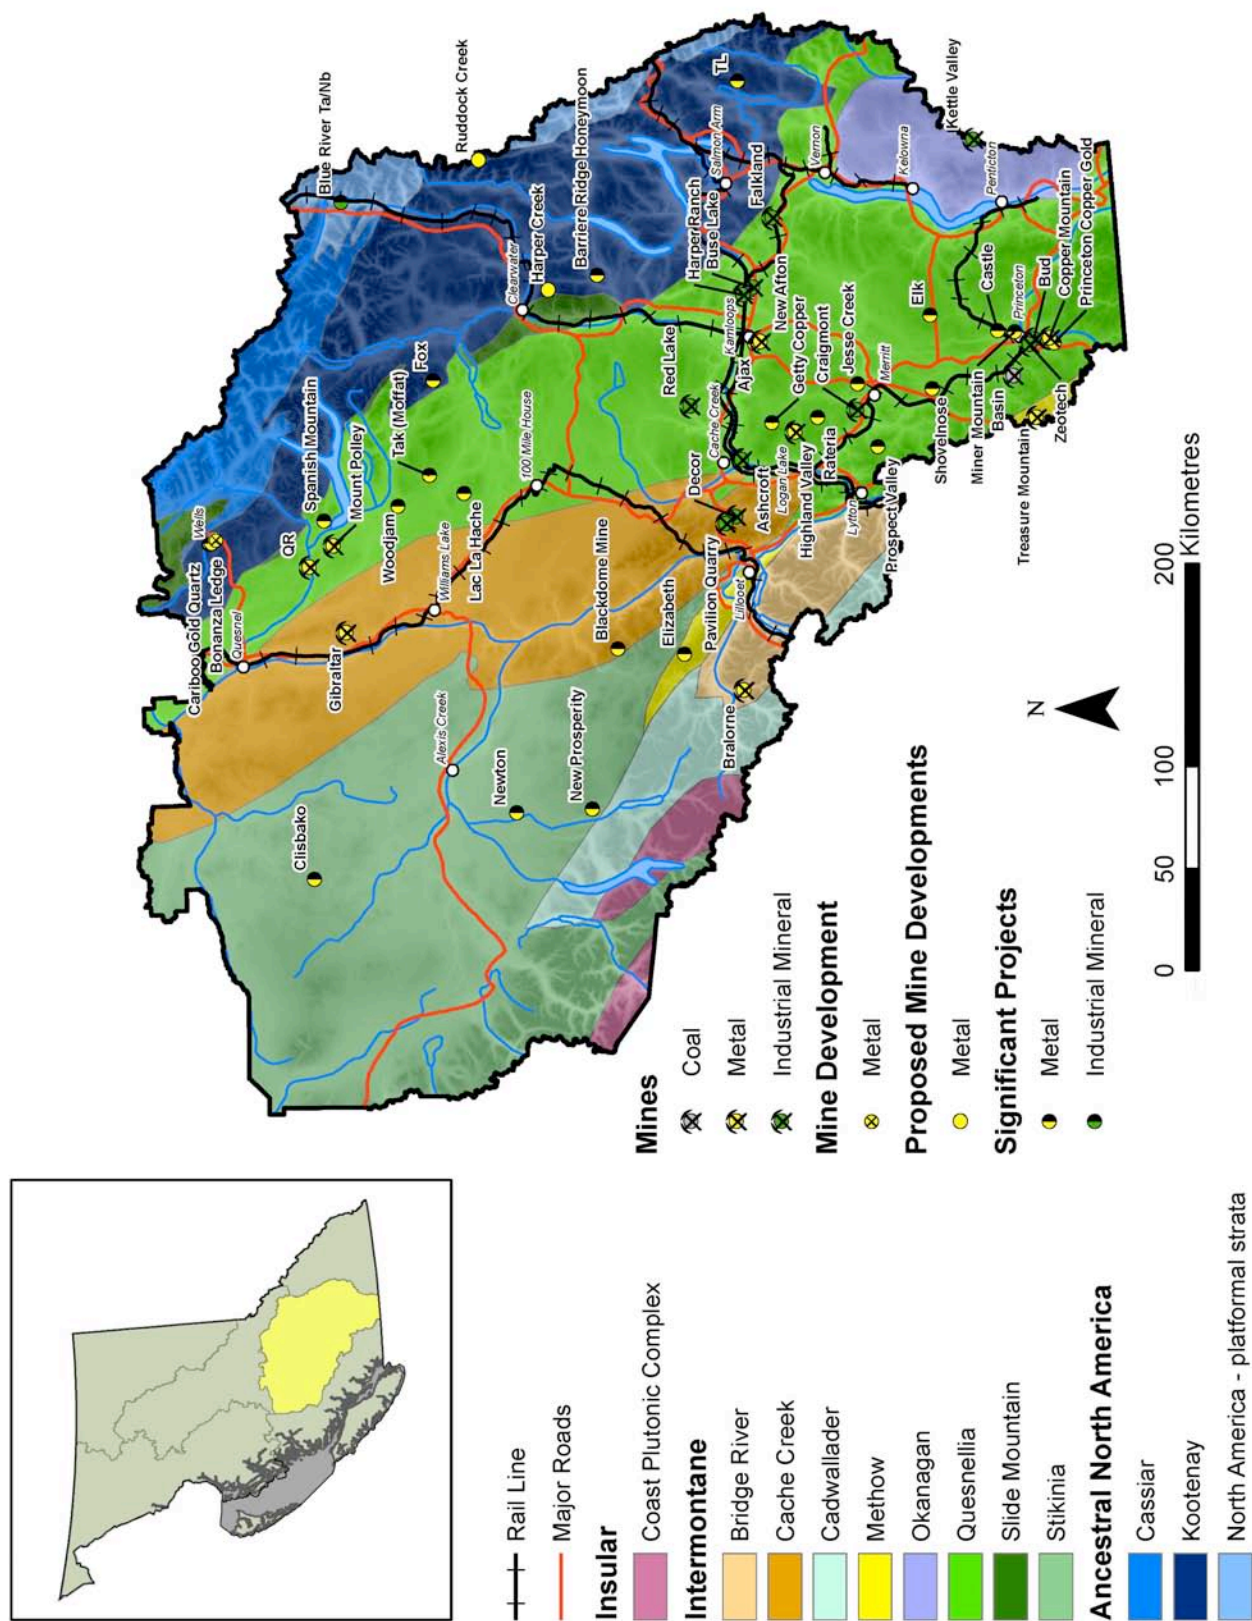 Rail Line
Major Roads
Insular
Coast Plutonic Complex
Intermontane
Bridge River
Cache Creek
Cadwallader
Methow
Okanagan
Quesnellia
Slide Mountain
Stikinia
Ancestral North America
Cassiar
Kootenay
North America - platformal strata
Mines
Coal
Metal
Industrial Mineral
Mine Development
Metal
Proposed Mine Developments
Metal
Significant Projects
Metal
Industrial Mineral
N
0
50
100
200
Kilometres
Cariboo Gold Quartz
Bonanza Ledge
Wells
Quesnel
QR
Spanish Mountain
Mount Polley
Gibraltar
Clisbako
Woodjam
Tak (Moffat)
Fox
Williams Lake
Lac La Hache
Alexis Creek
Newton
New Prosperity
100 Mile House
Blackdome Mine
Elizabeth
Pavilion Quarry
Lillooet
Bralorne
Blue River Ta/Nb
Ruddock Creek
Clearwater
Harper Creek
Barriere Ridge Honeymoon
TL
Salmon Arm
Falkland
Harper Ranch
Buse Lake
Red Lake
Kamloops
New Afton
Ajax
Cache Creek
Decor
Ashcroft
Logan Lake
Highland Valley
Getty Copper
Craigmont
Jesse Creek
Rateria
Merritt
Lytton
Prospect Valley
Vernon
Kelowna
Kettle Valley
Penticton
Elk
Shovelnose
Castle
Princeton
Miner Mountain
Basin
Treasure Mountain
Bud
Copper Mountain
Princeton Copper Gold
Zeotech